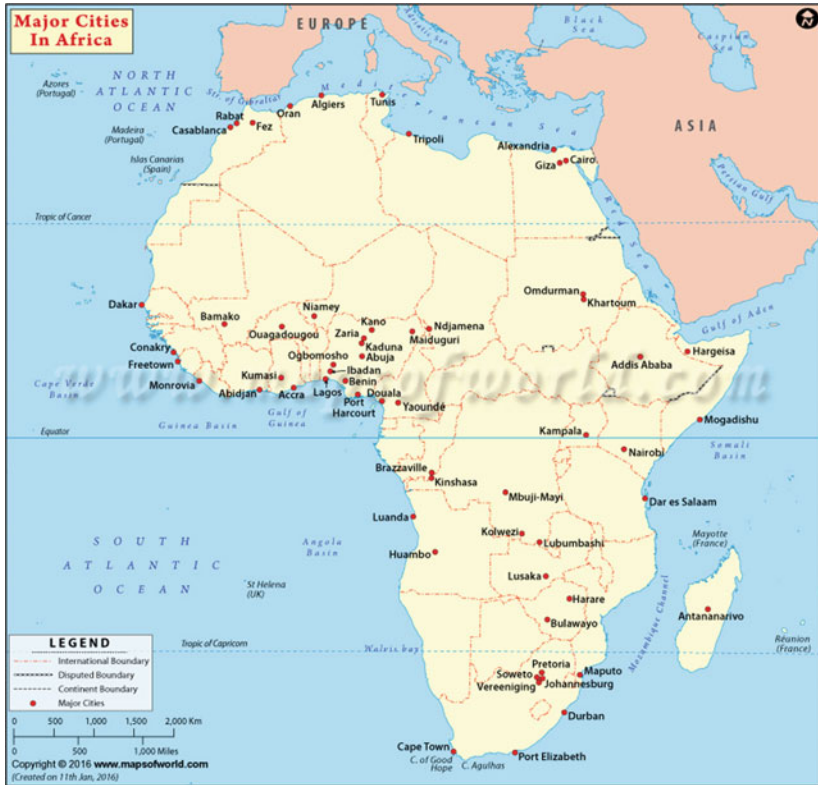 Major Cities
In Africa
EUROPE
Black
Sea
Caspian
Sea
Adriatic Sea
N
NORTH
ATLANTIC
OCEAN
Azores
(Portugal)
Str. of Gibraltar
Mediterranean Sea
Algiers
Tunis
Oran
Rabat
Fez
Casablanca
Madeira
(Portugal)
Tripoli
ASIA
Alexandria
Cairo
Giza
Islas Canarias
(Spain)
Persian Gulf
Red Sea
Tropic of Cancer
Omdurman
Khartoum
Dakar
Bamako
Niamey
Ouagadougou
Kano
Zaria
Kaduna
Abuja
Ndjamena
Maiduguri
Gulf of Aden
Conakry
Freetown
Monrovia
Ogbomosho
Ibadan
Kumasi
Benin
Hargeisa
Addis Ababa
www.mapsofworld.com
Cape Verde
Basin
Abidjan
Accra
Lagos
Port
Harcourt
Douala
Yaoundé
Guinea Basin
Gulf of
Guinea
Mogadishu
Equator
Kampala
Nairobi
Somali
Basin
Brazzaville
Kinshasa
Mbuji-Mayi
Dar es Salaam
Luanda
SOUTH
ATLANTIC
OCEAN
Angola
Basin
Kolwezi
Lubumbashi
Mayotte
(France)
Huambo
St Helena
(UK)
Lusaka
Harare
Antananarivo
Bulawayo
Mozambique Channel
Réunion
(France)
Tropic of Capricorn
Walvis bay
Pretoria
Soweto
Maputo
Johannesburg
Vereeniging
Durban
Cape Town
C. of Good
Hope
C. Agulhas
Port Elizabeth
LEGEND
International Boundary
Disputed Boundary
Continent Boundary
Major Cities
0 500 1,000 1,500 2,000 Km
0 500 1,000 Miles
Copyright © 2016 www.mapsofworld.com
(Created on 11th Jan, 2016)